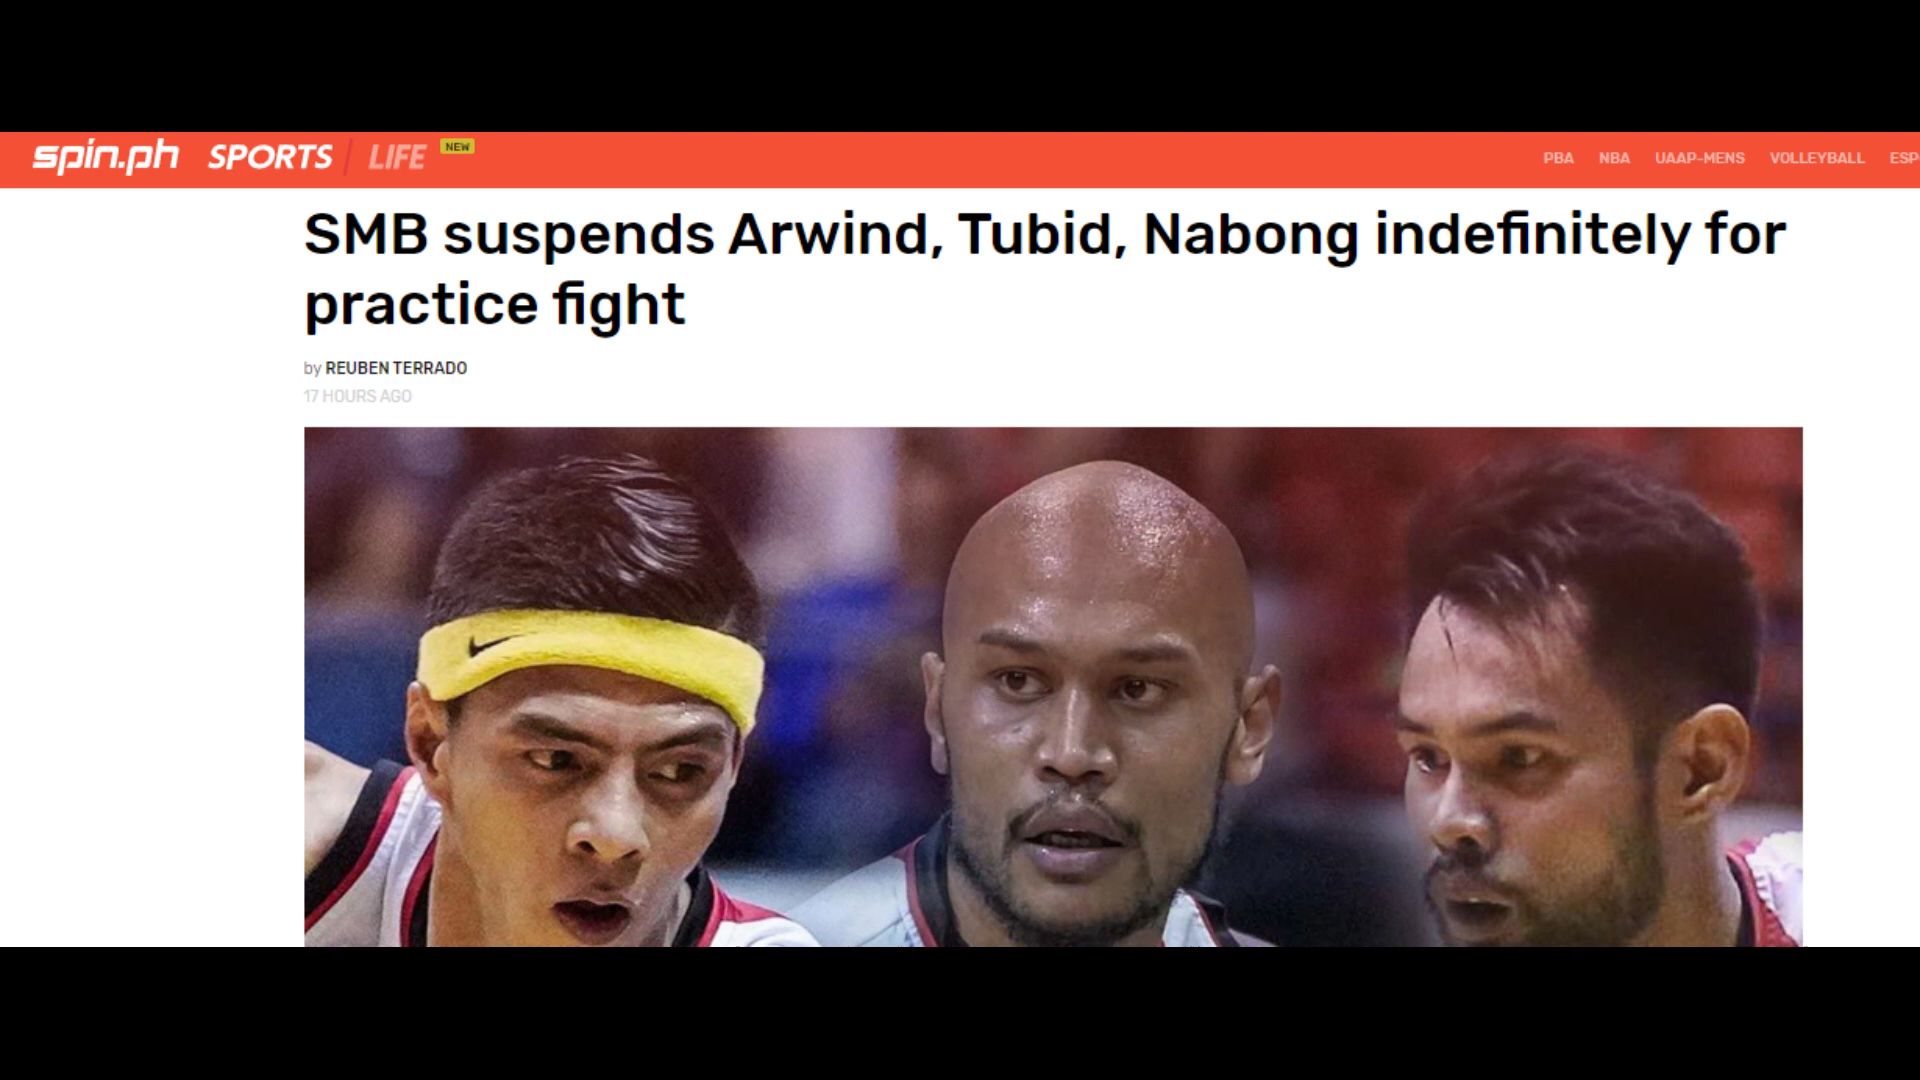 spin.ph SPORTS LIFE NEW PBA NBA UAAP-MENS VOLLEYBALL ESP
SMB suspends Arwind, Tubid, Nabong indefinitely for
practice fight
by REUBEN TERRADO
17 HOURS AGO